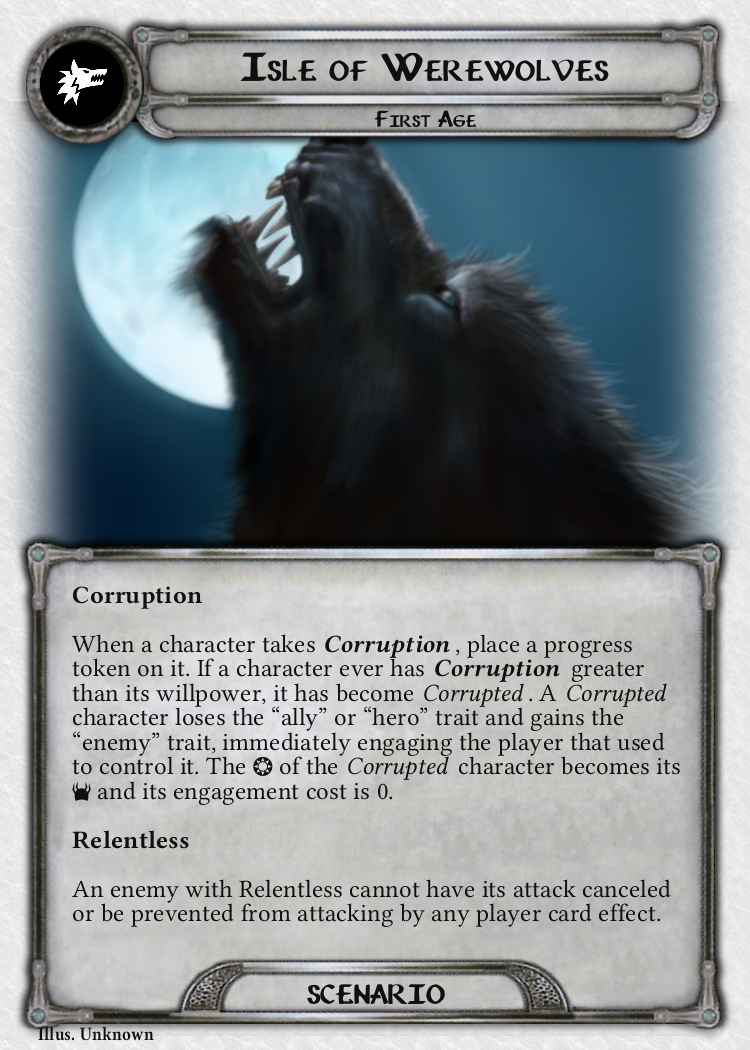 Isle of Werewolves
First Age
Corruption
When a character takes Corruption, place a progress
token on it. If a character ever has Corruption greater
than its willpower, it has become Corrupted. A Corrupted
character loses the “ally” or “hero” trait and gains the
“enemy” trait, immediately engaging the player that used
to control it. The of the Corrupted character becomes its
and its engagement cost is 0.
Relentless
An enemy with Relentless cannot have its attack canceled
or be prevented from attacking by any player card effect.
SCENARIO
Illus. Unknown